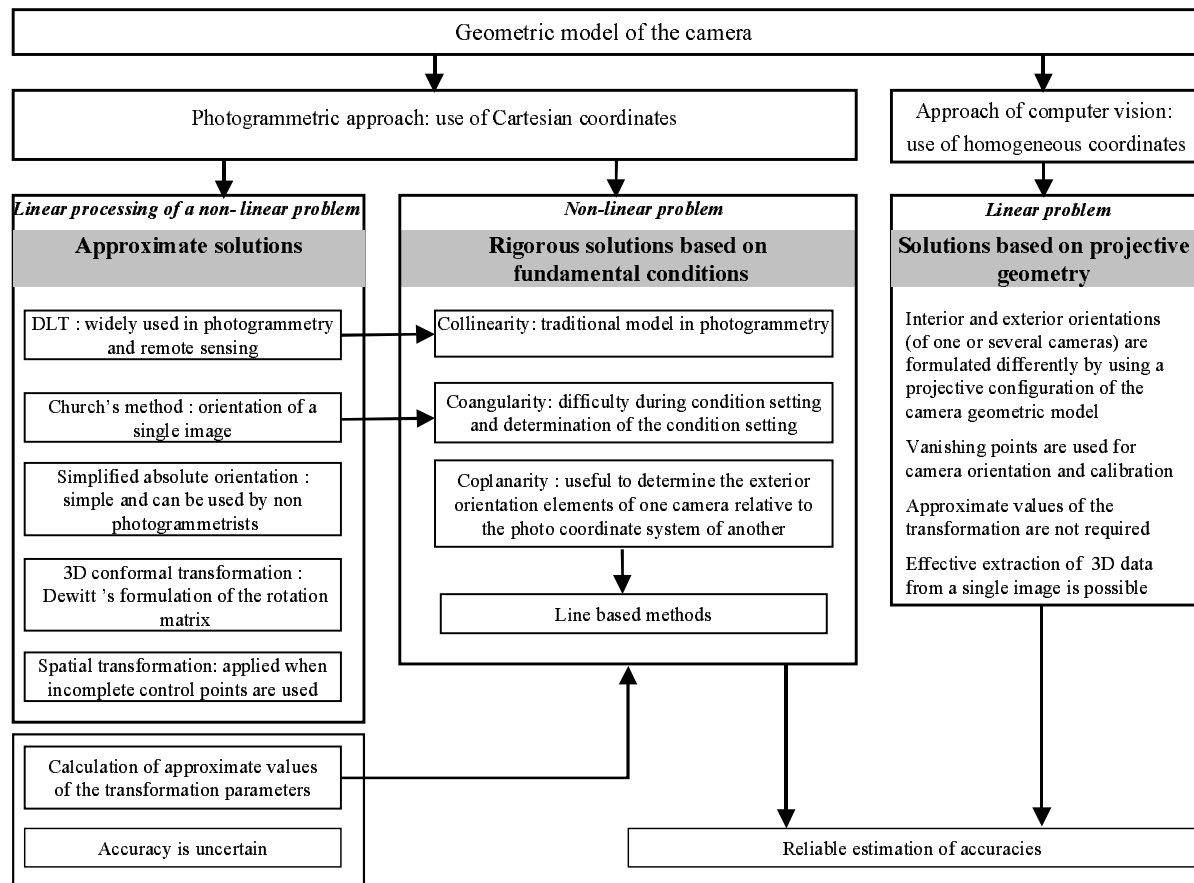 Geometric model of the camera
Photogrammetric approach: use of Cartesian coordinates
Approach of computer vision:
use of homogeneous coordinates
Linear processing of a non- linear problem
Approximate solutions
DLT : widely used in photogrammetry
and remote sensing
Church's method : orientation of a
single image
Simplified absolute orientation :
simple and can be used by non
photogrammetrists
3D conformal transformation :
Dewitt 's formulation of the rotation
matrix
Spatial transformation: applied when
incomplete control points are used
Calculation of approximate values
of the transformation parameters
Accuracy is uncertain
Non-linear problem
Rigorous solutions based on
fundamental conditions
Collinearity: traditional model in photogrammetry
Coangularity: difficulty during condition setting
and determination of the condition setting
Coplanarity : useful to determine the exterior
orientation elements of one camera relative to
the photo coordinate system of another
Line based methods
Linear problem
Solutions based on projective
geometry
Interior and exterior orientations
(of one or several cameras) are
formulated differently by using a
projective configuration of the
camera geometric model
Vanishing points are used for
camera orientation and calibration
Approximate values of the
transformation are not required
Effective extraction of 3D data
from a single image is possible
Reliable estimation of accuracies